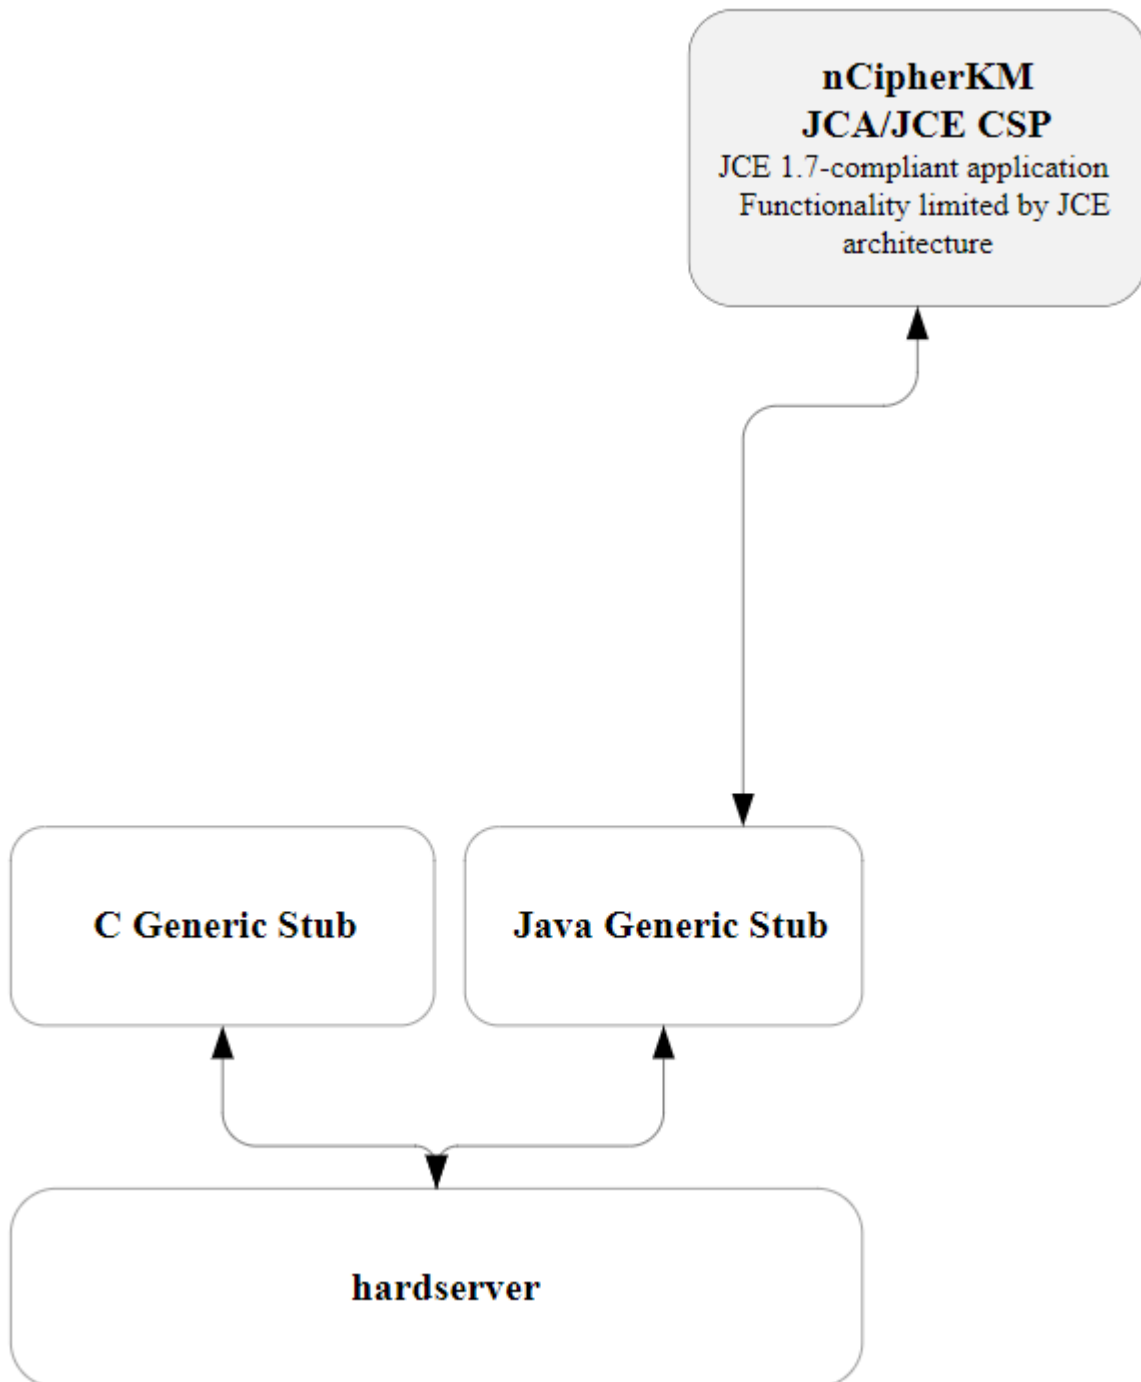 nCipherKM
JCA/JCE CSP
JCE 1.7-compliant application
Functionality limited by JCE
architecture
C Generic Stub
Java Generic Stub
hardserver